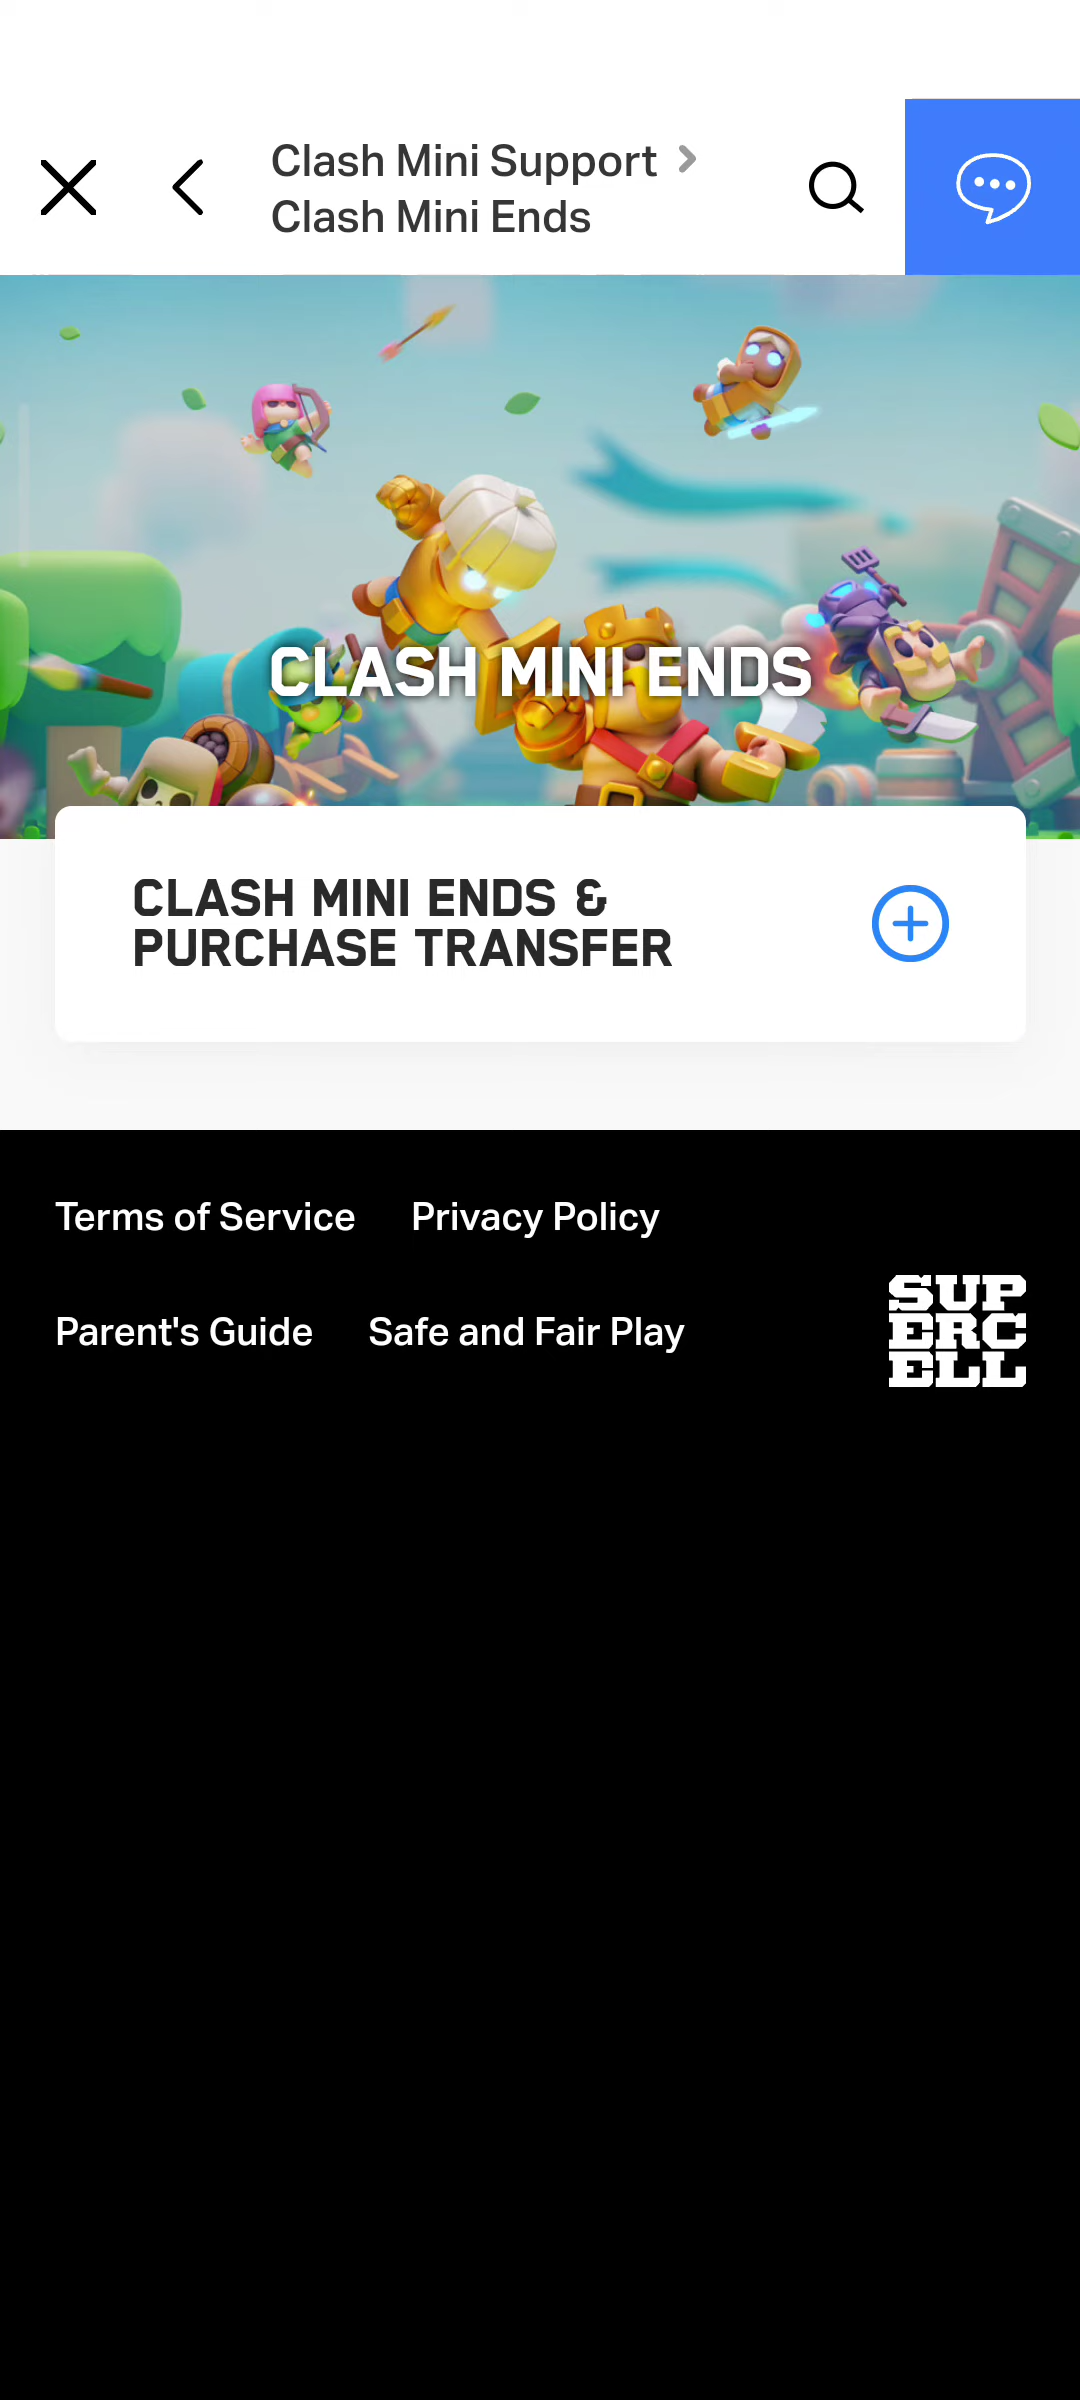 Clash Mini Support
Clash Mini Ends
CLASH MINI ENDS
CLASH MINI ENDS &
PURCHASE TRANSFER
Terms of Service
Privacy Policy
Parent's Guide
Safe and Fair Play
SUP
ERC
ELL